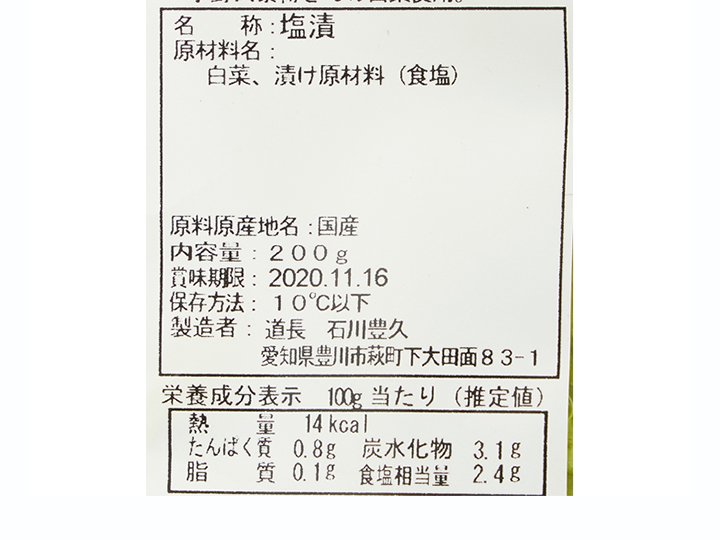 名　称：塩漬
原材料名：
白菜、漬け原材料（食塩）
原料原産地名：国産
内容量：２００ｇ
賞味期限：2020.11.16
保存方法：１０℃以下
製造者：道長　石川豊久
愛知県豊川市萩町下大田面８３-１
栄養成分表示　100g当たり（推定値）
熱　量　14kcal
たんぱく質　0.8g　炭水化物　3.1g
脂　質　0.1g　食塩相当量　2.4g